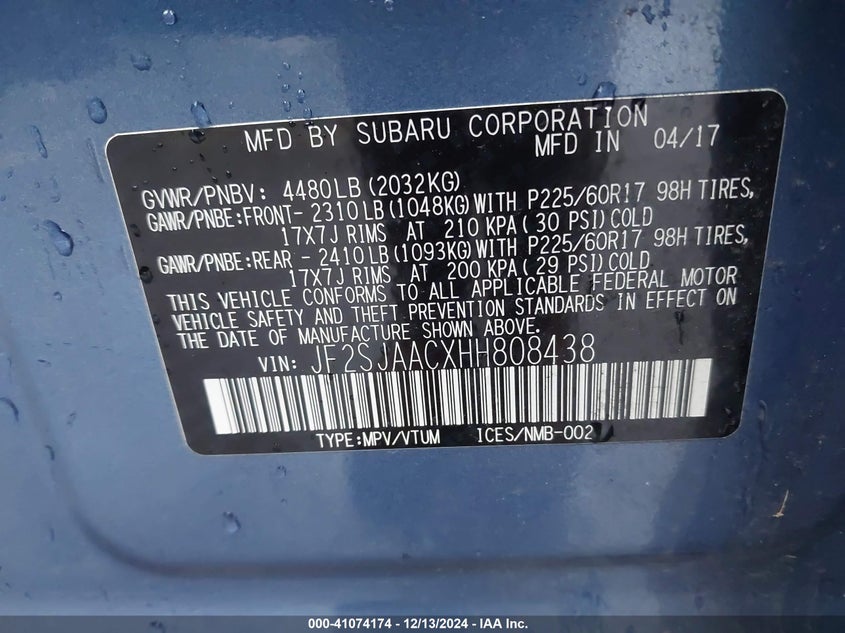 MFD BY SUBARU CORPORATION
MFD IN 04/17
GVWR/PNBV: 4480LB (2032KG)
GAWR/PNBE:FRONT- 2310LB(1048KG)WITH P225/60R17 98H TIRES,
17X7J RIMS AT 210 KPA(30 PSI)COLD
GAWR/PNBE:REAR - 2410LB(1093KG)WITH P225/60R17 98H TIRES,
17X7J RIMS AT 200 KPA(29 PSI)COLD
THIS VEHICLE CONFORMS TO ALL APPLICABLE FEDERAL MOTOR
VEHICLE SAFETY AND THEFT PREVENTION STANDARDS IN EFFECT ON
THE DATE OF MANUFACTURE SHOWN ABOVE.
VIN: JF2SJAACXHH808438
TYPE:MPV/VTUM ICES/NMB-002
000-41074174 - 12/13/2024 - IAA Inc.